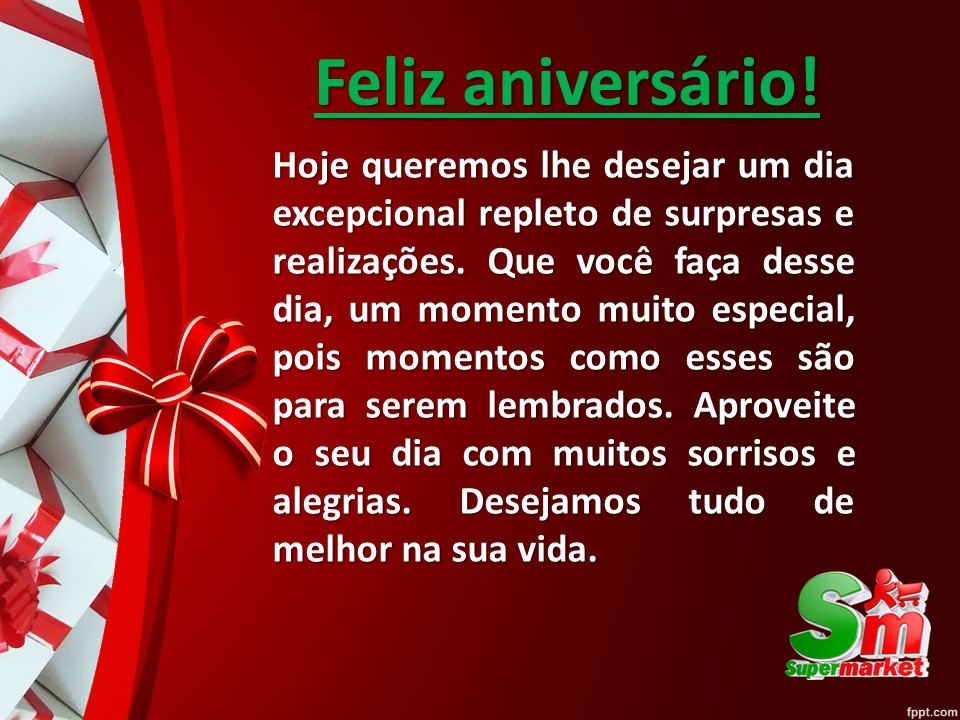 Feliz aniversário!
Hoje queremos lhe desejar um dia
excepcional repleto de surpresas e
realizações. Que você faça desse
dia, um momento muito especial,
pois momentos como esses são
para serem lembrados. Aproveite
o seu dia com muitos sorrisos e
alegrias. Desejamos tudo de
melhor na sua vida.
Sm
Supermarket
fppt.com